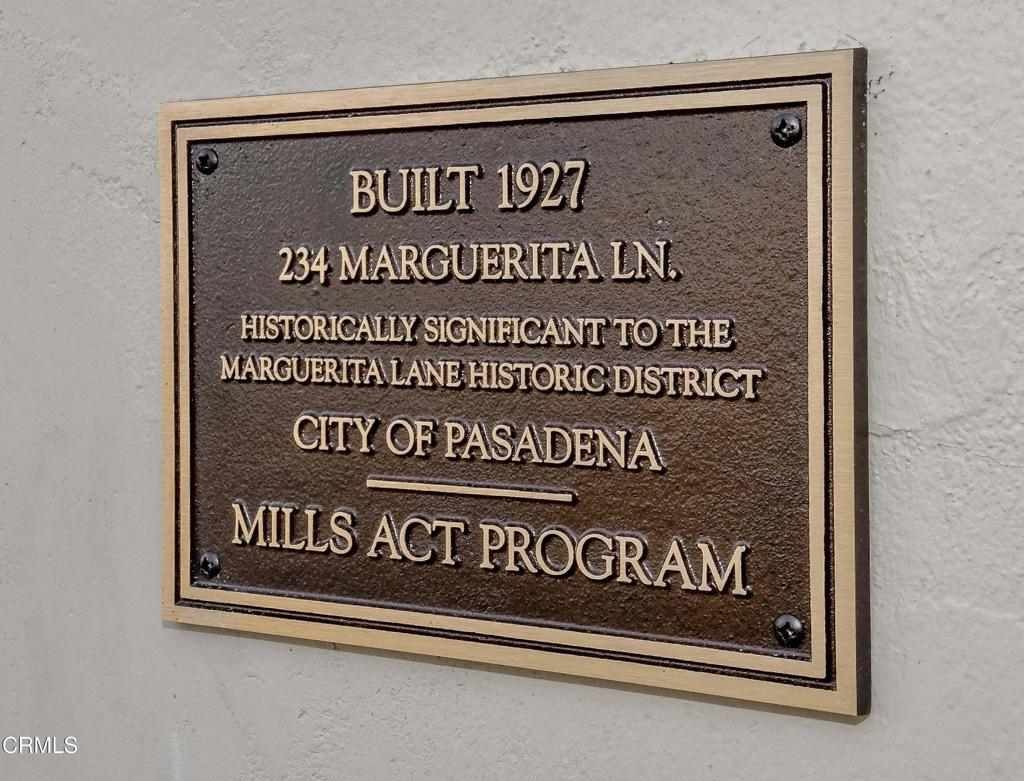 BUILT 1927
234 MARGUERITA LN.
HISTORICALLY SIGNIFICANT TO THE
MARGUERITA LANE HISTORIC DISTRICT
CITY OF PASADENA
MILLS ACT PROGRAM
CRMLS